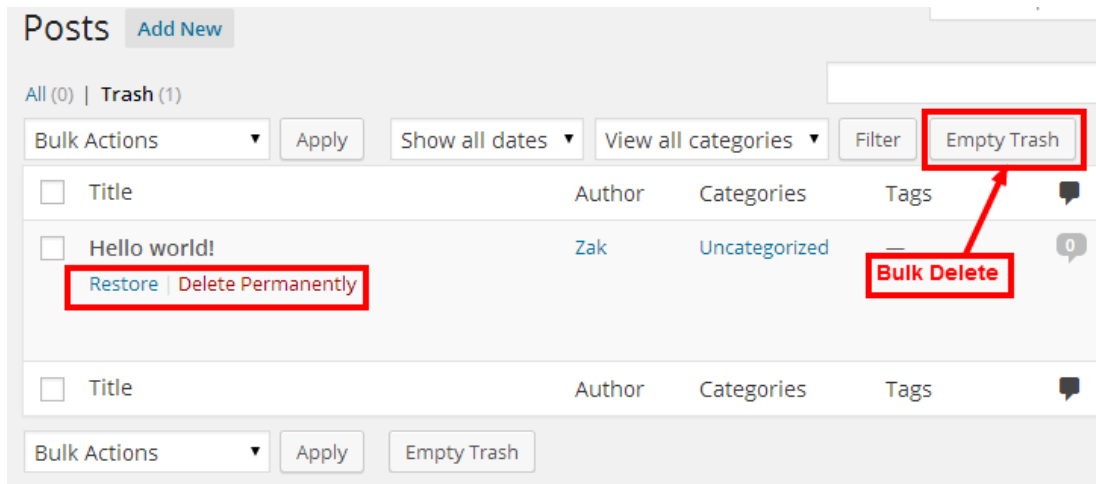 Posts Add New
All (0) | Trash (1)
Bulk Actions Apply Show all dates View all categories Filter Empty Trash
Title Author Categories Tags
Hello world! Zak Uncategorized — 0
Restore | Delete Permanently Bulk Delete
Title Author Categories Tags
Bulk Actions Apply Empty Trash